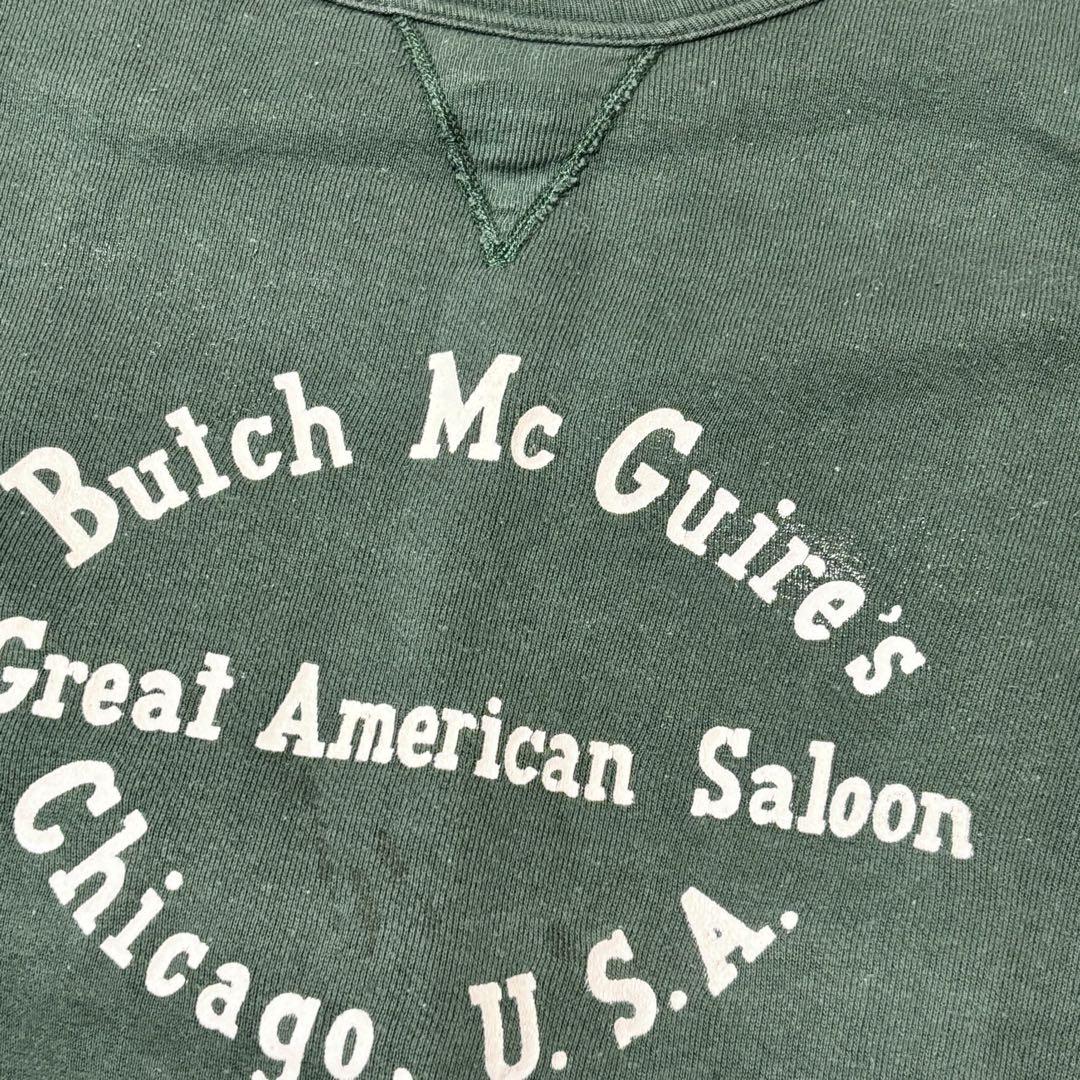 Butch Mc Guire's
Great American Saloon
Chicago, U.S.A.